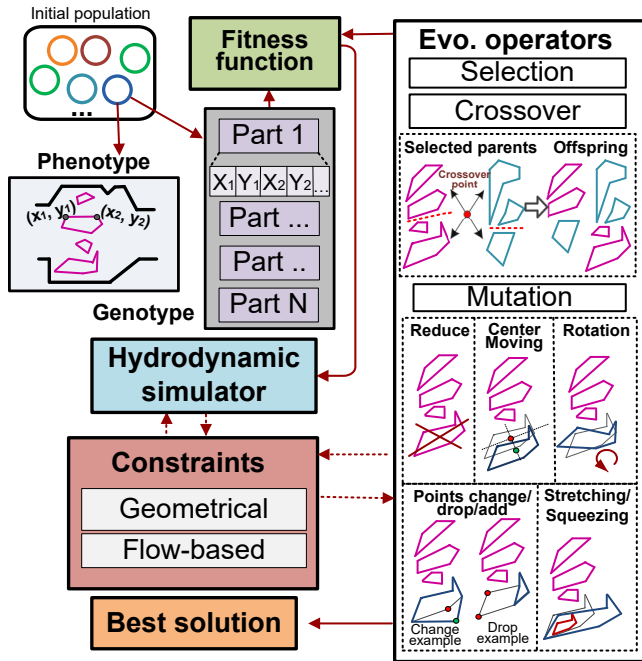 Initial population
...
Fitness
function
Phenotype
(x₁, y₁)
(x₂, y₂)
Genotype
Part 1
X₁ Y₁ X₂ Y₂ ...
Part ...
Part ..
Part N
Hydrodynamic
simulator
Constraints
Geometrical
Flow-based
Best solution
Evo. operators
Selection
Crossover
Selected parents
Offspring
Crossover
point
Mutation
Reduce
Center
Moving
Rotation
Points change/
drop/add
Change
example
Drop
example
Stretching/
Squeezing